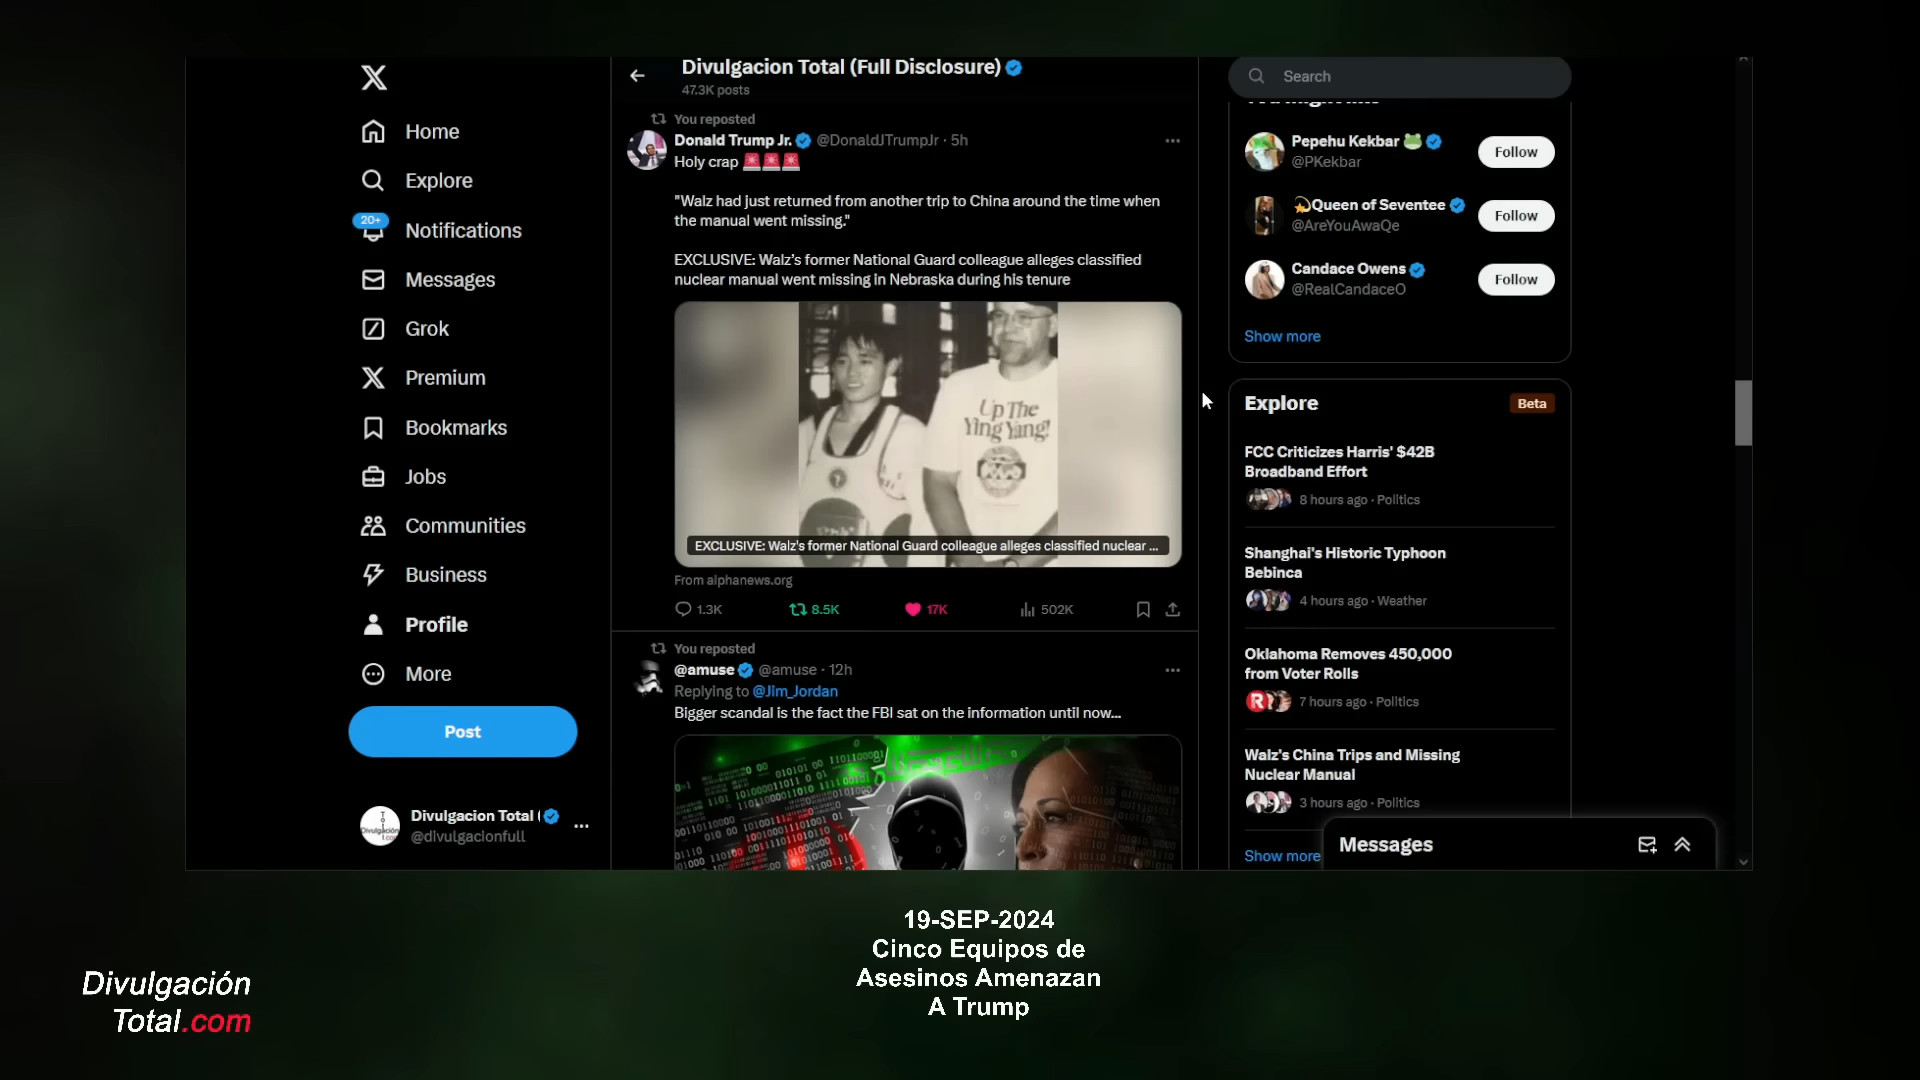 Home
Explore
20+
Notifications
Messages
Grok
Premium
Bookmarks
Jobs
Communities
Business
Profile
More
Post
Divulgacion Total (
@divulgacionfull
Divulgacion Total (Full Disclosure)
47.3K posts
You reposted
Donald Trump Jr. @DonaldJTrumpJr · 5h
Holy crap 🚨🚨🚨
"Walz had just returned from another trip to China around the time when
the manual went missing."
EXCLUSIVE: Walz's former National Guard colleague alleges classified
nuclear manual went missing in Nebraska during his tenure
Up The
Ying Yang!
EXCLUSIVE: Walz's former National Guard colleague alleges classified nuclear ...
From alphanews.org
1.3K 8.5K 17K 502K
You reposted
@amuse @amuse · 12h
Replying to @Jim_Jordan
Bigger scandal is the fact the FBI sat on the information until now...
Search
Pepehu Kekbar 🐸
@PKekbar
Follow
💫Queen of Seventee
@AreYouAwaQe
Follow
Candace Owens
@RealCandaceO
Follow
Show more
Explore
Beta
FCC Criticizes Harris' $42B
Broadband Effort
8 hours ago · Politics
Shanghai's Historic Typhoon
Bebinca
4 hours ago · Weather
Oklahoma Removes 450,000
from Voter Rolls
7 hours ago · Politics
Walz's China Trips and Missing
Nuclear Manual
3 hours ago · Politics
Show more
Messages
19-SEP-2024
Cinco Equipos de
Asesinos Amenazan
A Trump
Divulgación
Total.com